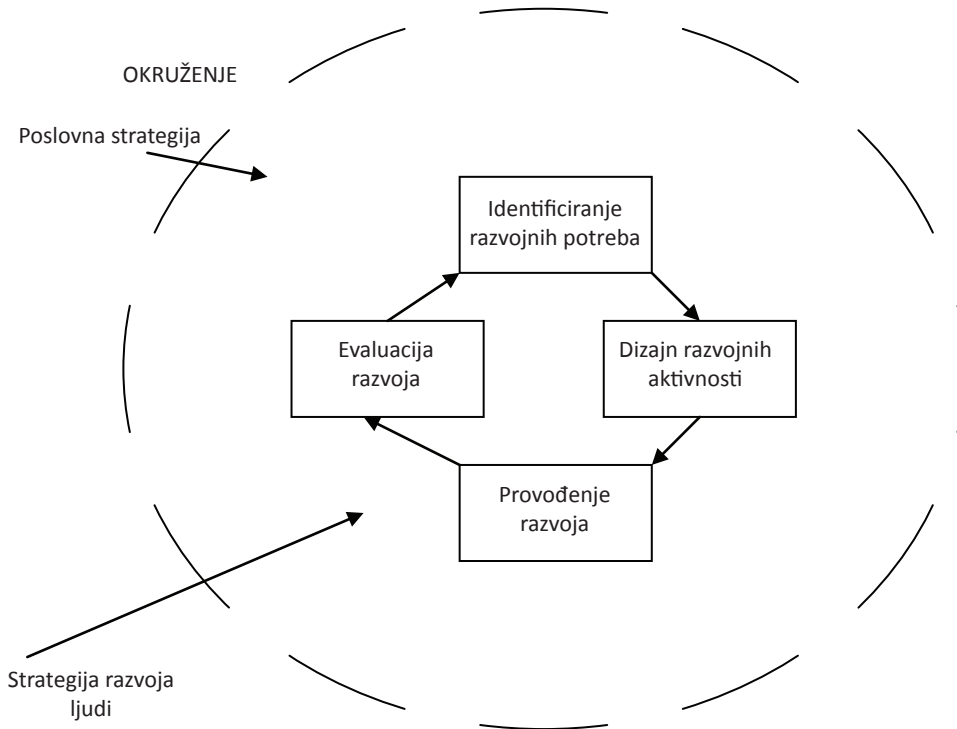 OKRUŽENJE
Poslovna strategija
Identificiranje
razvojnih potreba
Evaluacija
razvoja
Dizajn razvojnih
aktivnosti
Provođenje
razvoja
Strategija razvoja
ljudi